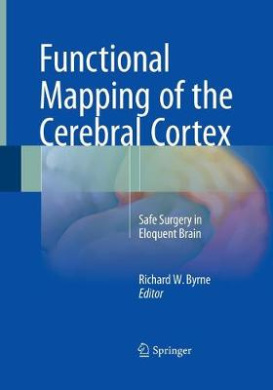 Functional
Mapping of the
Cerebral Cortex
Safe Surgery in
Eloquent Brain
Richard W. Byrne
Editor
Springer